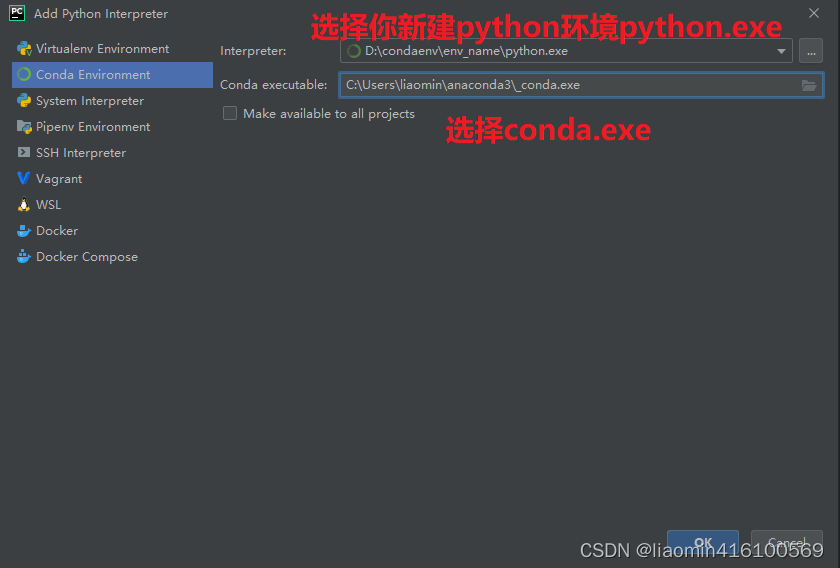 PC Add Python Interpreter
选择你新建python环境python.exe
Virtualenv Environment
Interpreter: D:\condaenv\env_name\python.exe ...
Conda Environment
Conda executable: C:\Users\liaomin\anaconda3\_conda.exe
System Interpreter
Make available to all projects
选择conda.exe
Pipenv Environment
SSH Interpreter
Vagrant
WSL
Docker
Docker Compose
OK Cancel
CSDN @liaomin416100569